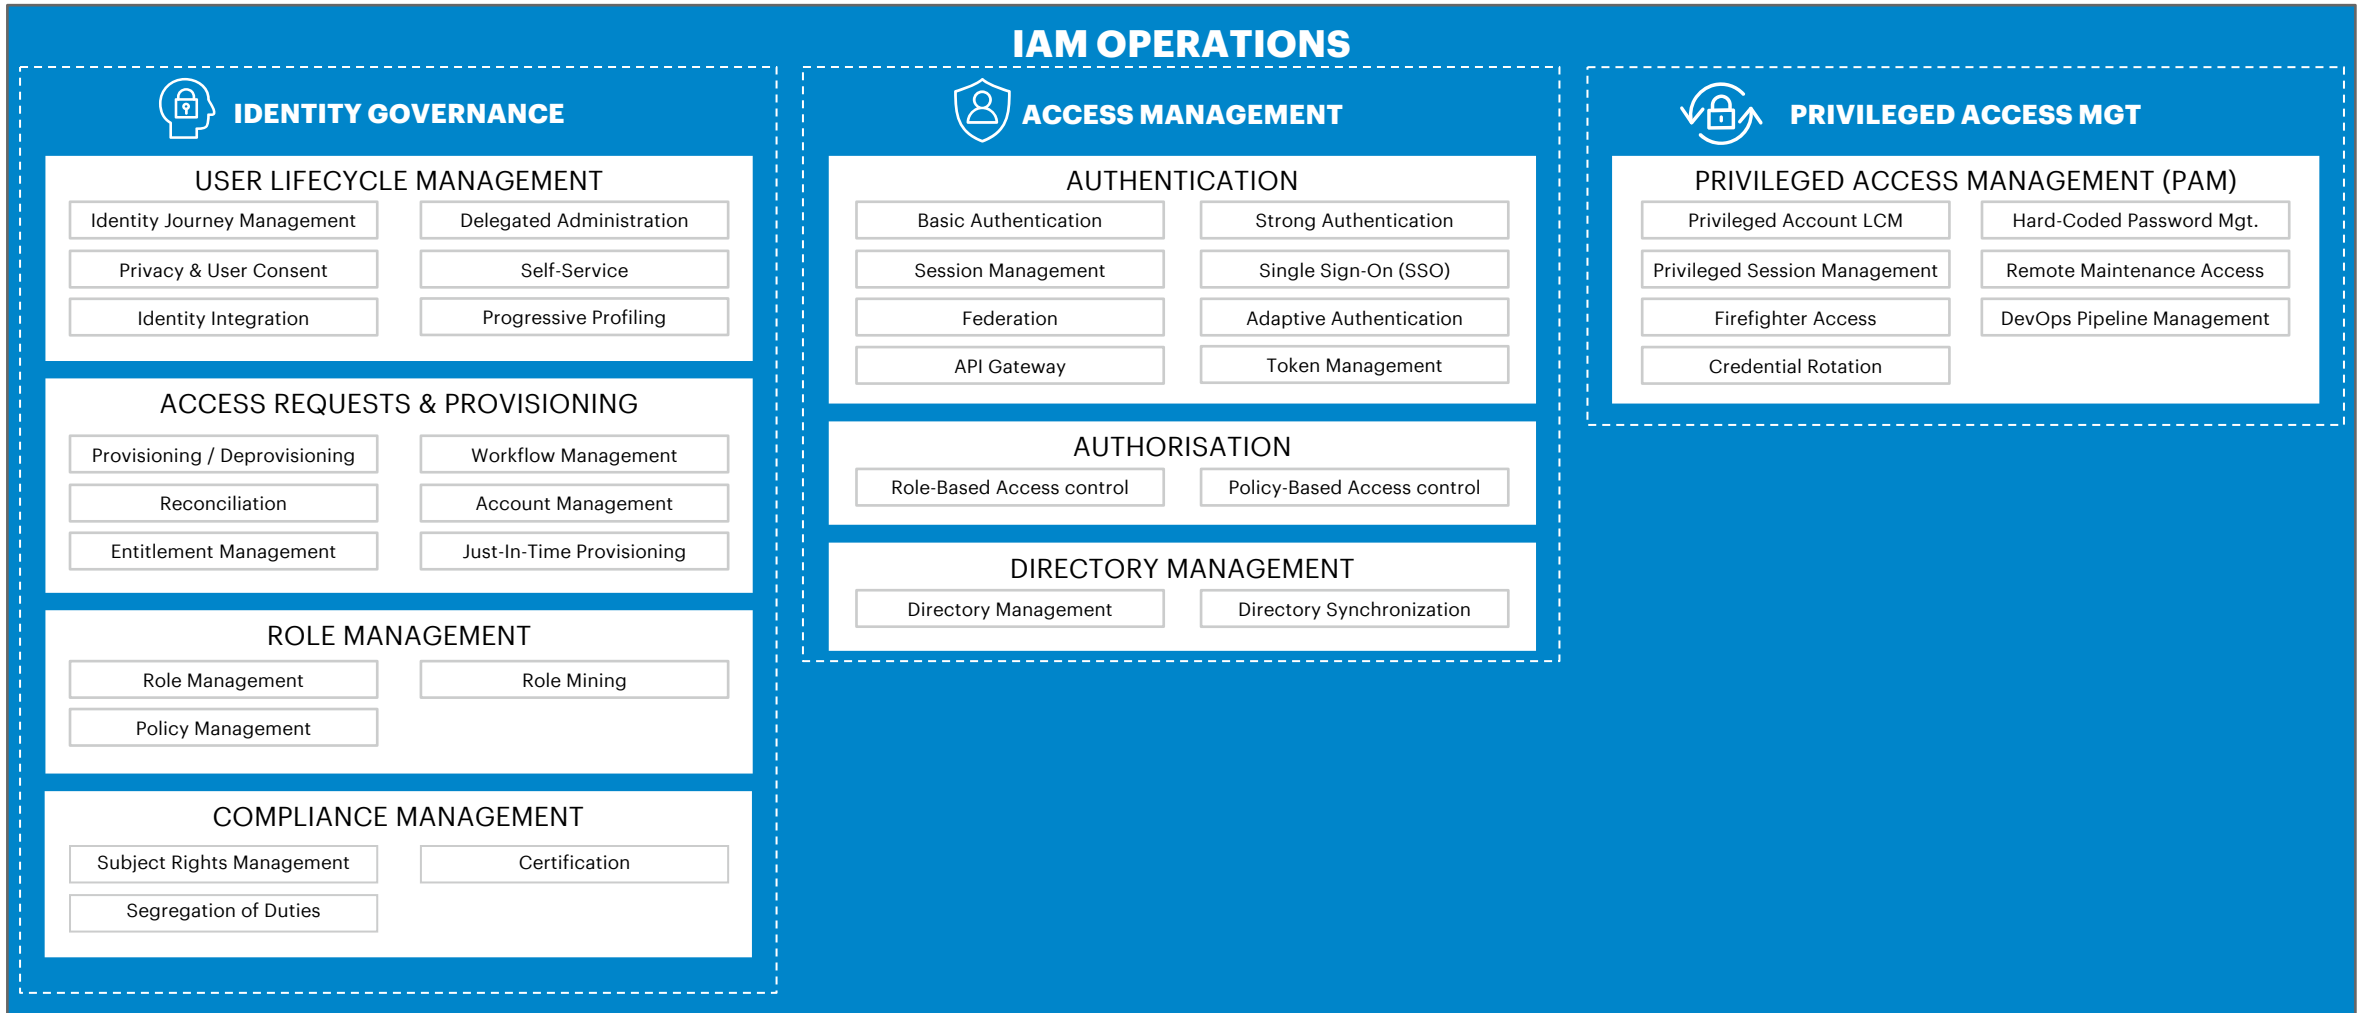 IAM OPERATIONS
IDENTITY GOVERNANCE
USER LIFECYCLE MANAGEMENT
Identity Journey Management
Delegated Administration
Privacy & User Consent
Self-Service
Identity Integration
Progressive Profiling
ACCESS REQUESTS & PROVISIONING
Provisioning / Deprovisioning
Workflow Management
Reconciliation
Account Management
Entitlement Management
Just-In-Time Provisioning
ROLE MANAGEMENT
Role Management
Role Mining
Policy Management
COMPLIANCE MANAGEMENT
Subject Rights Management
Certification
Segregation of Duties
ACCESS MANAGEMENT
AUTHENTICATION
Basic Authentication
Strong Authentication
Session Management
Single Sign-On (SSO)
Federation
Adaptive Authentication
API Gateway
Token Management
AUTHORISATION
Role-Based Access control
Policy-Based Access control
DIRECTORY MANAGEMENT
Directory Management
Directory Synchronization
PRIVILEGED ACCESS MGT
PRIVILEGED ACCESS MANAGEMENT (PAM)
Privileged Account LCM
Hard-Coded Password Mgt.
Privileged Session Management
Remote Maintenance Access
Firefighter Access
DevOps Pipeline Management
Credential Rotation